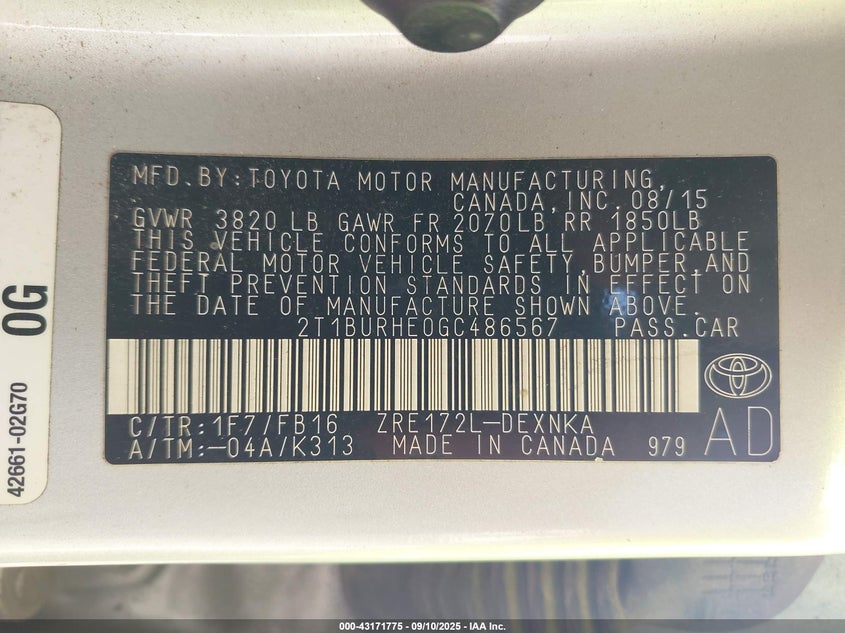 MFD.BY:TOYOTA MOTOR MANUFACTURING,
CANADA,INC.08/15
GVWR 3820 LB GAWR FR 2070LB RR 1850LB
THIS VEHICLE CONFORMS TO ALL APPLICABLE
FEDERAL MOTOR VEHICLE SAFETY,BUMPER,AND
THEFT PREVENTION STANDARDS IN EFFECT ON
THE DATE OF MANUFACTURE SHOWN ABOVE.
2T1BURHE0GC486567 PASS.CAR
C/TR:1F7/FB16 ZRE172L-DEXNKA
A/TM:-04A/K313 MADE IN CANADA 979
AD
0G
42661-02G70
000-43171775 - 09/10/2025 - IAA Inc.